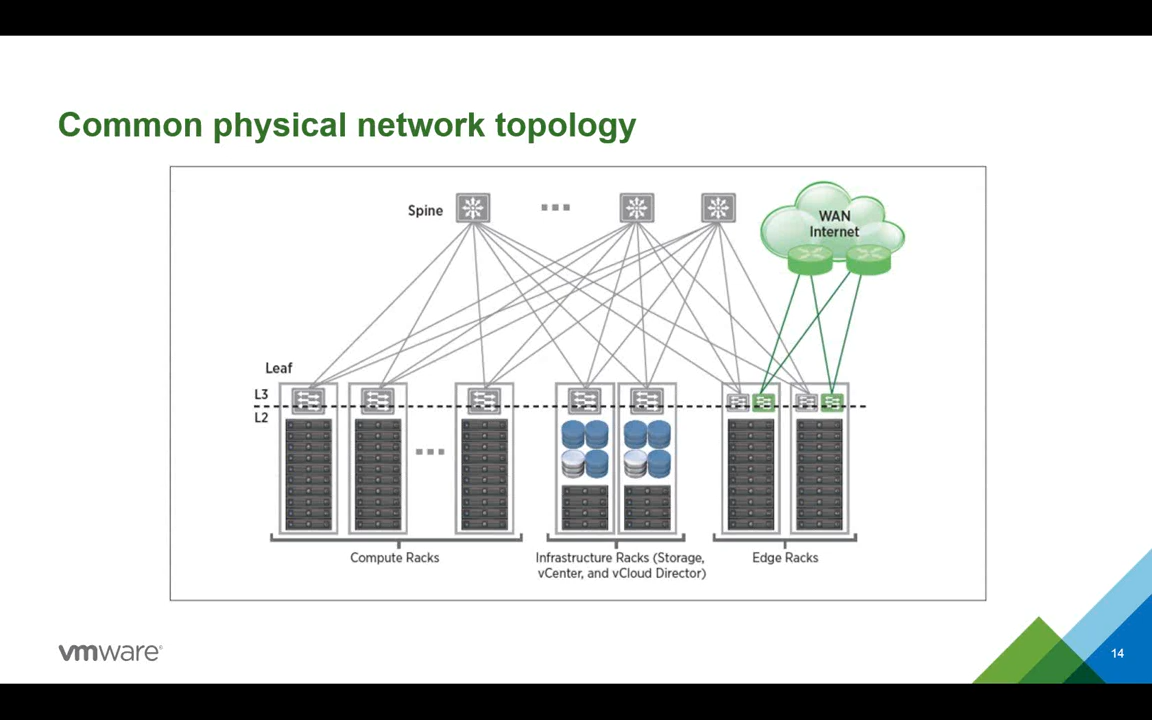 Common physical network topology
Spine
WAN
Internet
Leaf
L3
L2
Compute Racks
Infrastructure Racks (Storage,
vCenter, and vCloud Director)
Edge Racks
vmware®
14